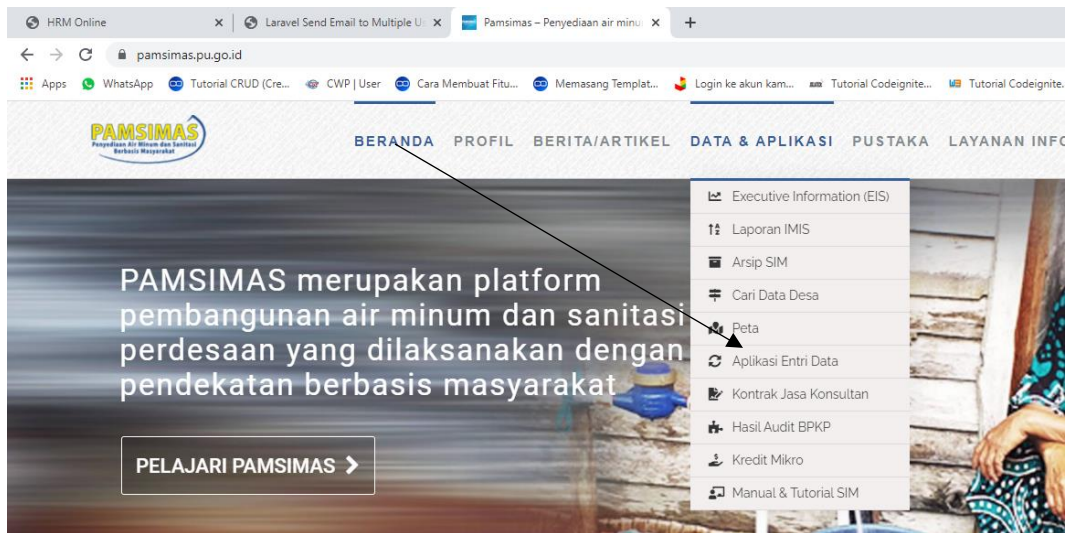 HRM Online
Laravel Send Email to Multiple Us
Pamsimas – Penyediaan air minu
pamsimas.pu.go.id
Apps WhatsApp Tutorial CRUD (Cre... CWP | User Cara Membuat Fitu... Memasang Templat... Login ke akun kam... Tutorial Codeignite... Tutorial Codeignite.
PAMSIMAS
Penyediaan Air Minum dan Sanitasi
Berbasis Masyarakat
BERANDA PROFIL BERITA/ARTIKEL DATA & APLIKASI PUSTAKA LAYANAN INFO
Executive Information (EIS)
Laporan IMIS
Arsip SIM
Cari Data Desa
Peta
Aplikasi Entri Data
Kontrak Jasa Konsultan
Hasil Audit BPKP
Kredit Mikro
Manual & Tutorial SIM
PAMSIMAS merupakan platform
pembangunan air minum dan sanitasi
perdesaan yang dilaksanakan dengan
pendekatan berbasis masyarakat
PELAJARI PAMSIMAS